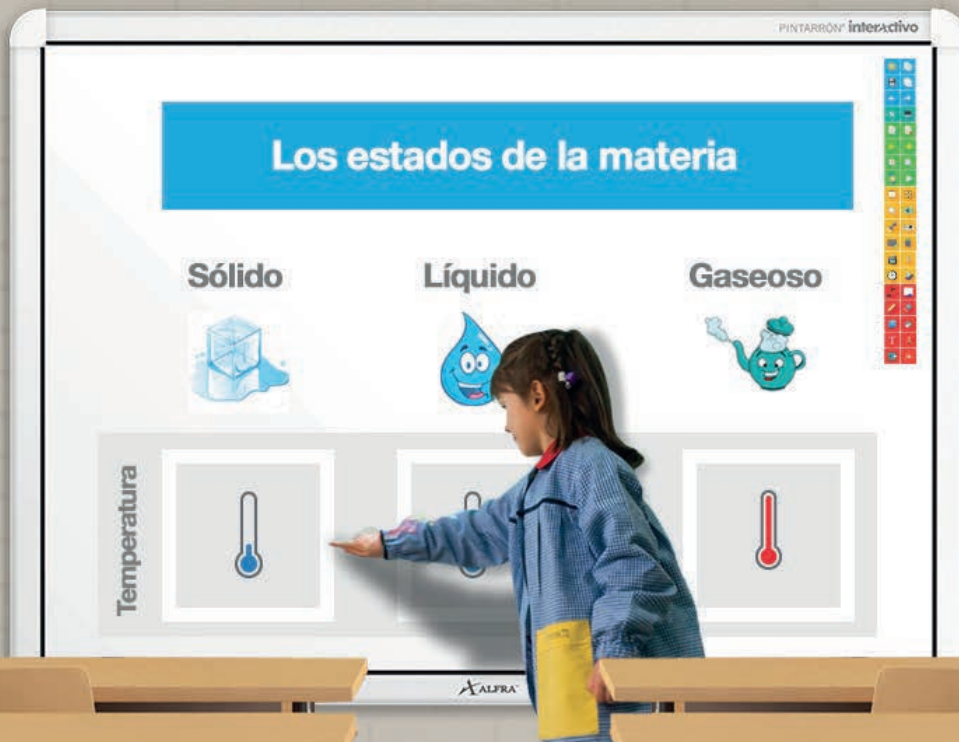 PINTARRÓN® interactivo
Los estados de la materia
Sólido Líquido Gaseoso
Temperatura
ALFRA